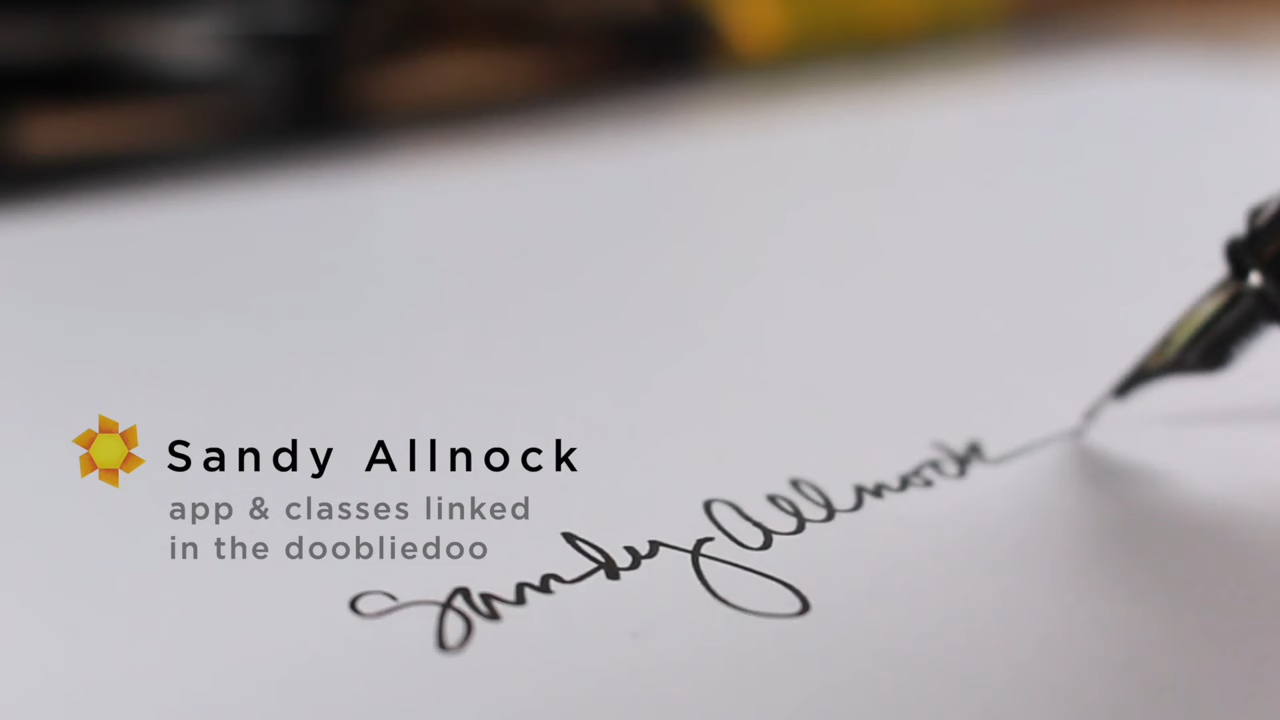 Sandy Allnock
app & classes linked
in the doobliedoo
Sandy Allnock